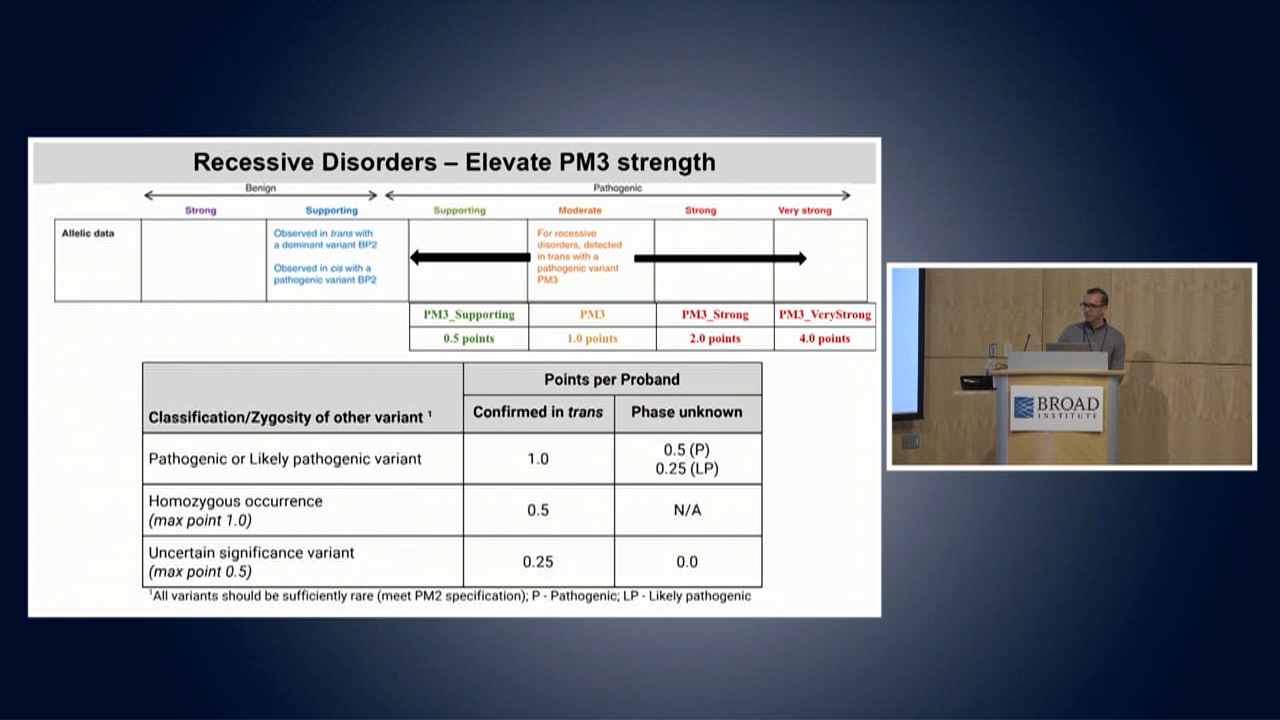 Recessive Disorders – Elevate PM3 strength
Benign
Pathogenic
Strong
Supporting
Supporting
Moderate
Strong
Very strong
Allelic data
Observed in trans with
a dominant variant BP2
Observed in cis with a
pathogenic variant BP2
For recessive
disorders, detected
in trans with a
pathogenic variant
PM3
PM3_Supporting
PM3
PM3_Strong
PM3_VeryStrong
0.5 points
1.0 points
2.0 points
4.0 points
Classification/Zygosity of other variant ¹
Points per Proband
Confirmed in trans
Phase unknown
Pathogenic or Likely pathogenic variant
1.0
0.5 (P)
0.25 (LP)
Homozygous occurrence
(max point 1.0)
0.5
N/A
Uncertain significance variant
(max point 0.5)
0.25
0.0
¹All variants should be sufficiently rare (meet PM2 specification); P - Pathogenic; LP - Likely pathogenic
BROAD
INSTITUTE